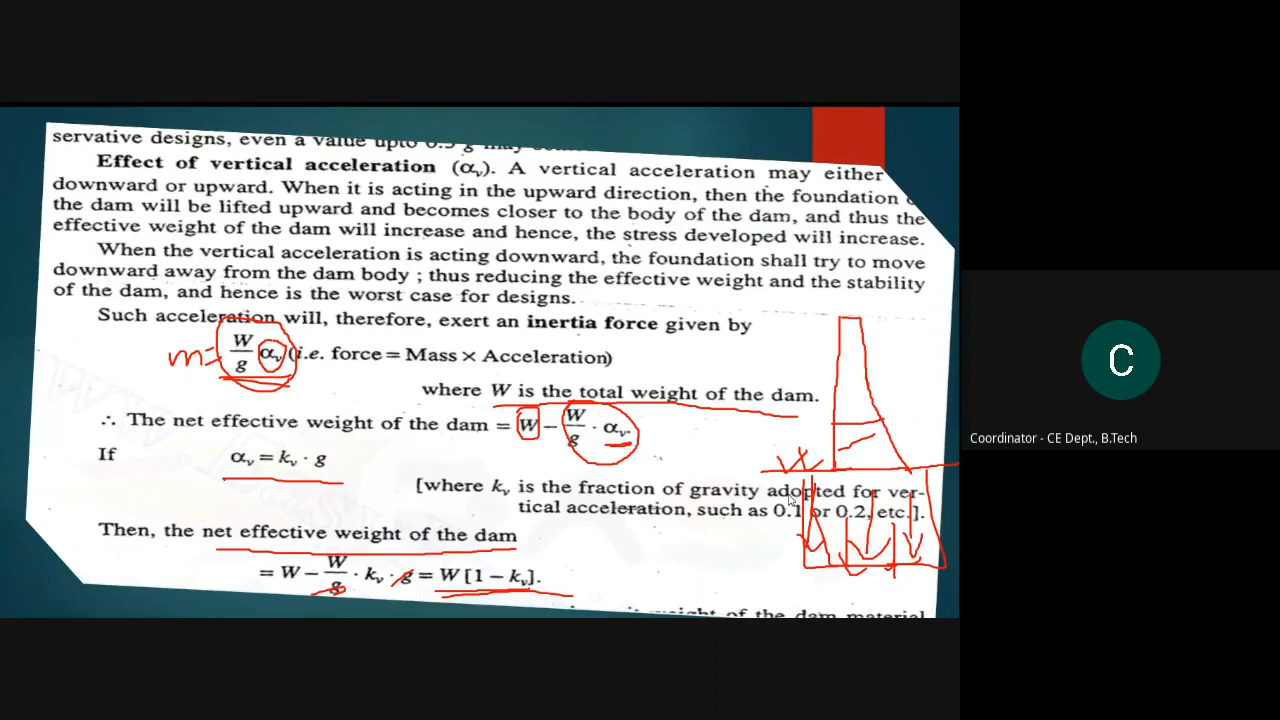 servative designs, even a value upto 0.5 g may
Effect of vertical acceleration (αv). A vertical acceleration may either
downward or upward. When it is acting in the upward direction, then the foundation
the dam will be lifted upward and becomes closer to the body of the dam, and thus the
effective weight of the dam will increase and hence, the stress developed will increase.
When the vertical acceleration is acting downward, the foundation shall try to move
downward away from the dam body ; thus reducing the effective weight and the stability
of the dam, and hence is the worst case for designs.
Such acceleration will, therefore, exert an inertia force given by
m= W/g αv (i.e. force = Mass × Acceleration)
where W is the total weight of the dam.
∴ The net effective weight of the dam = W − W/g · αv.
If αv = kv · g
[where kv is the fraction of gravity adopted for ver-
tical acceleration, such as 0.1 or 0.2, etc.].
Then, the net effective weight of the dam
= W − W/g · kv · g = W [1 − kv].
weight of the dam material
C
Coordinator - CE Dept., B.Tech